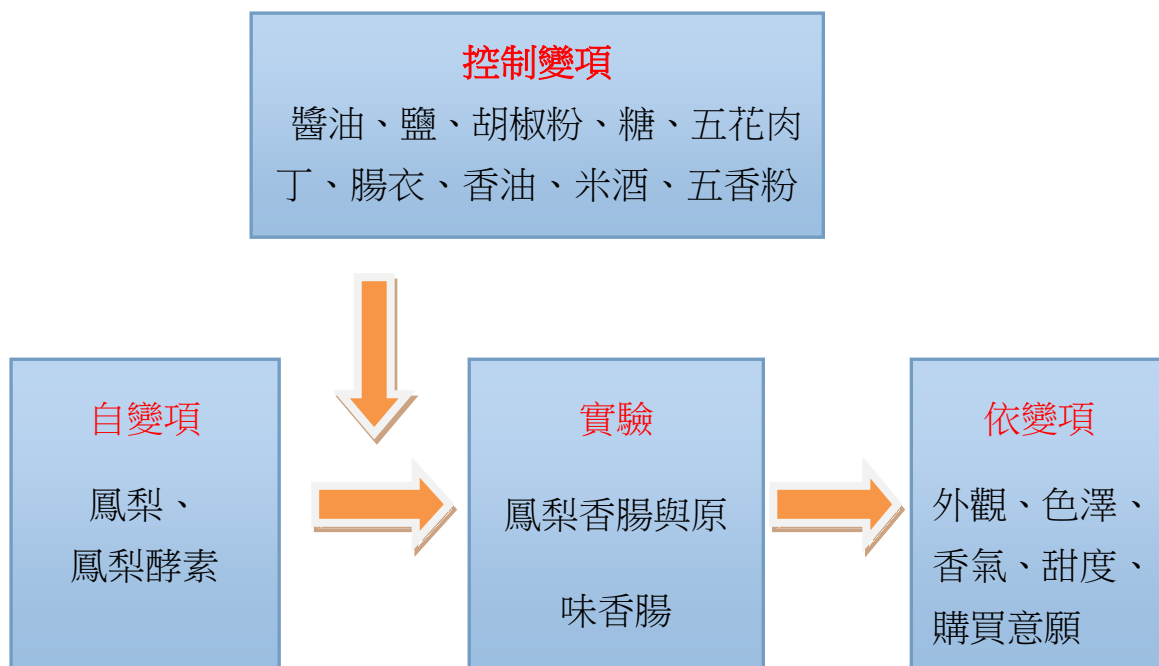 控制變項
醬油、鹽、胡椒粉、糖、五花肉
丁、腸衣、香油、米酒、五香粉
自變項
鳳梨、
鳳梨酵素
實驗
鳳梨香腸與原
味香腸
依變項
外觀、色澤、
香氣、甜度、
購買意願